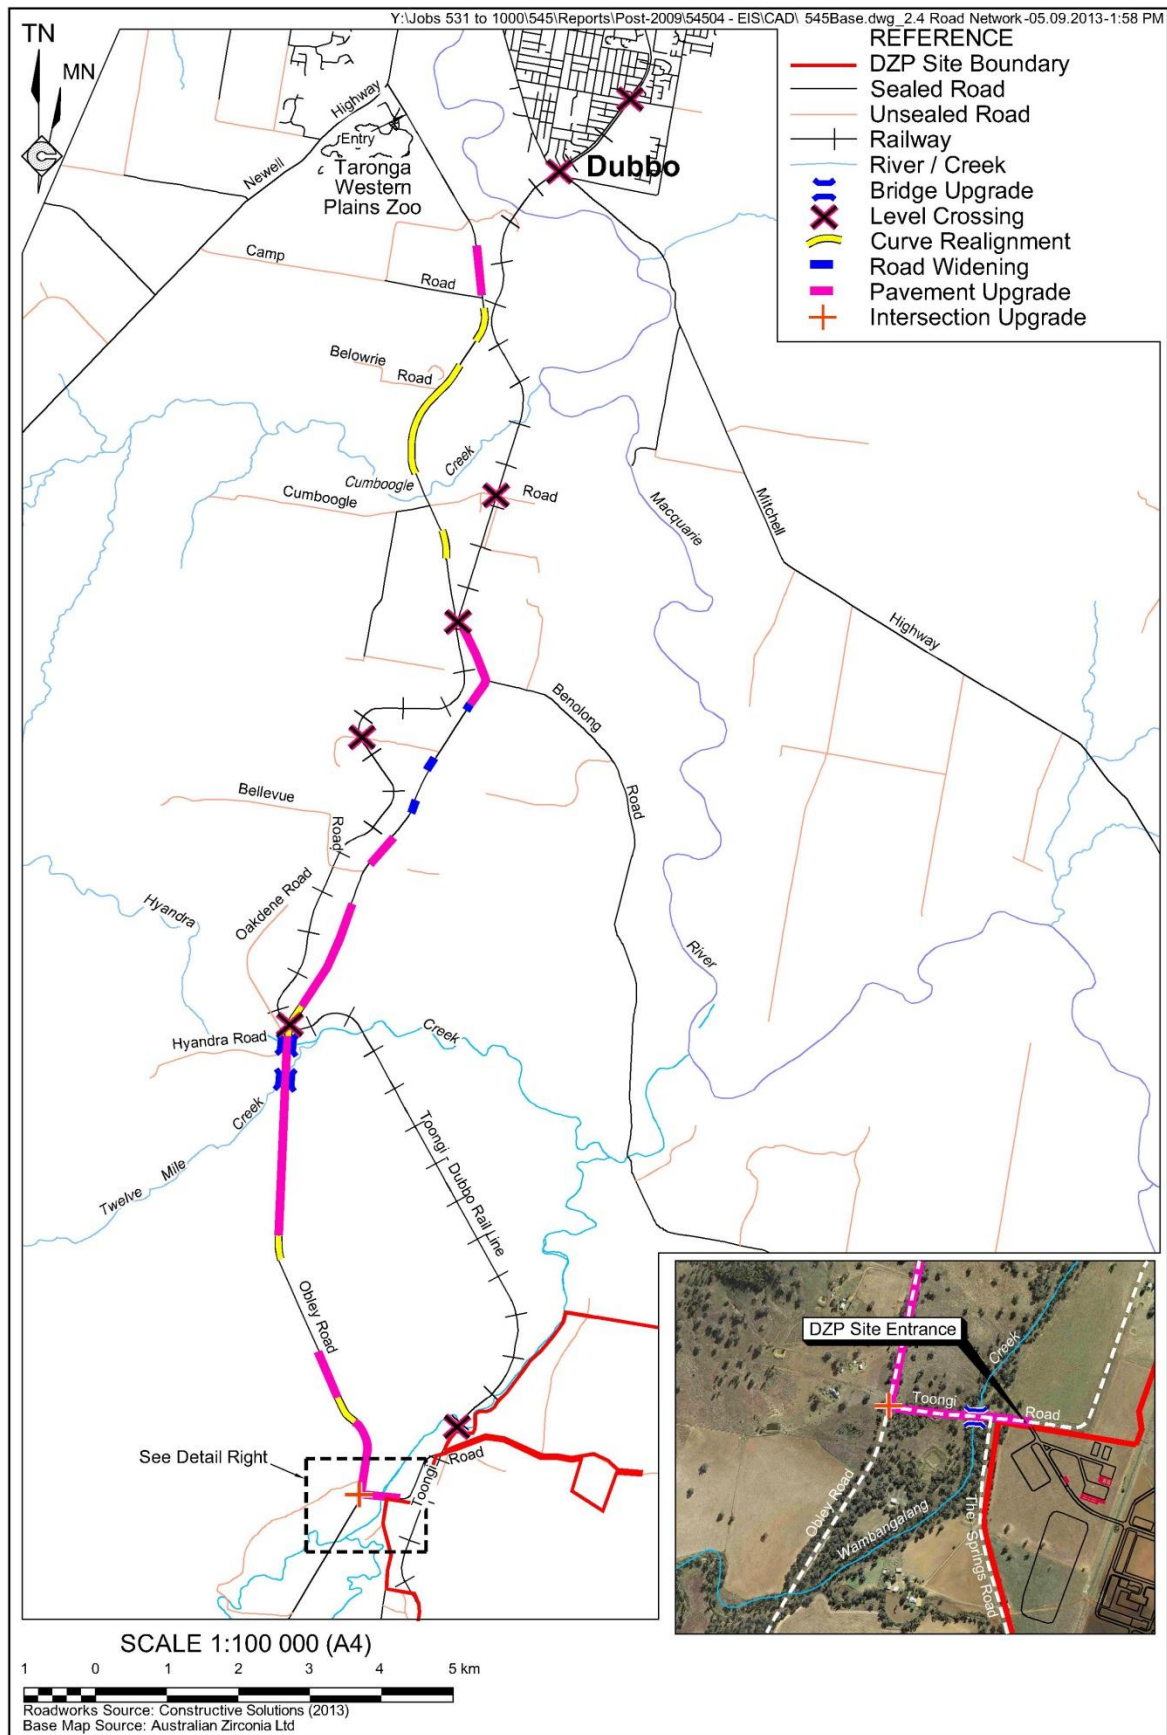 Y:\Jobs 531 to 1000\545\Reports\Post-2009\54504 - EIS\CAD\ 545Base.dwg_2.4 Road Network-05.09.2013-1:58 PM
TN
MN
REFERENCE
DZP Site Boundary
Sealed Road
Unsealed Road
Railway
River / Creek
Bridge Upgrade
Level Crossing
Curve Realignment
Road Widening
Pavement Upgrade
Intersection Upgrade
Highway
Newell
Entry
Taronga
Western
Plains Zoo
Dubbo
Camp
Road
Belowrie
Road
Creek
Cumboogle
Cumboogle
Road
Macquarie
Mitchell
Highway
Benolong
Road
Bellevue
Road
Oakdene Road
Hyandra
River
Hyandra Road
Creek
Creek
Twelve Mile
Toongi - Dubbo Rail Line
Obley Road
See Detail Right
Toongi Road
DZP Site Entrance
Creek
Toongi Road
Obley Road
Wambangalang
The Springs Road
SCALE 1:100 000 (A4)
1 0 1 2 3 4 5 km
Roadworks Source: Constructive Solutions (2013)
Base Map Source: Australian Zirconia Ltd